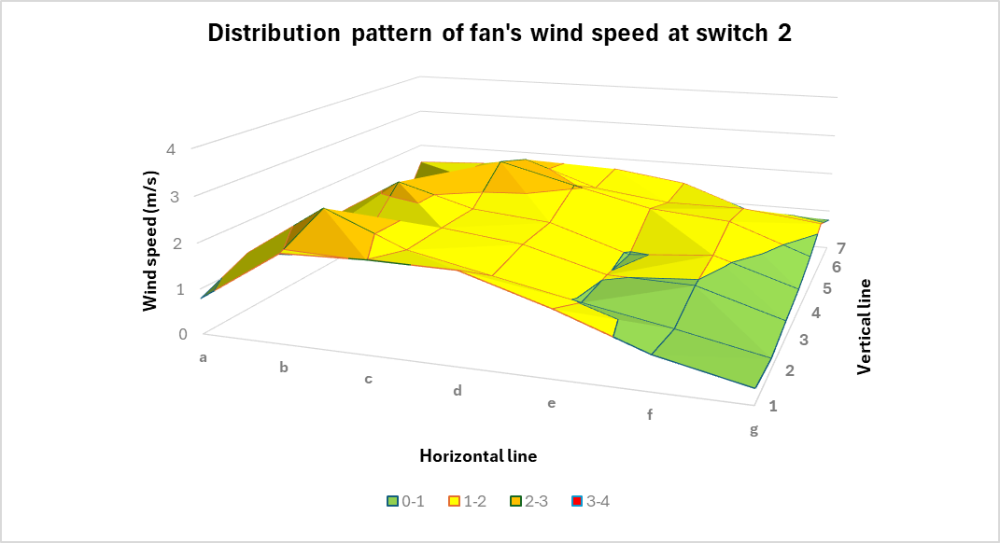 Distribution pattern of fan's wind speed at switch 2
4
3
2
1
0
Wind speed (m/s)
a
b
c
d
e
f
g
Horizontal line
7
6
5
4
3
2
1
Vertical line
0-1 1-2 2-3 3-4